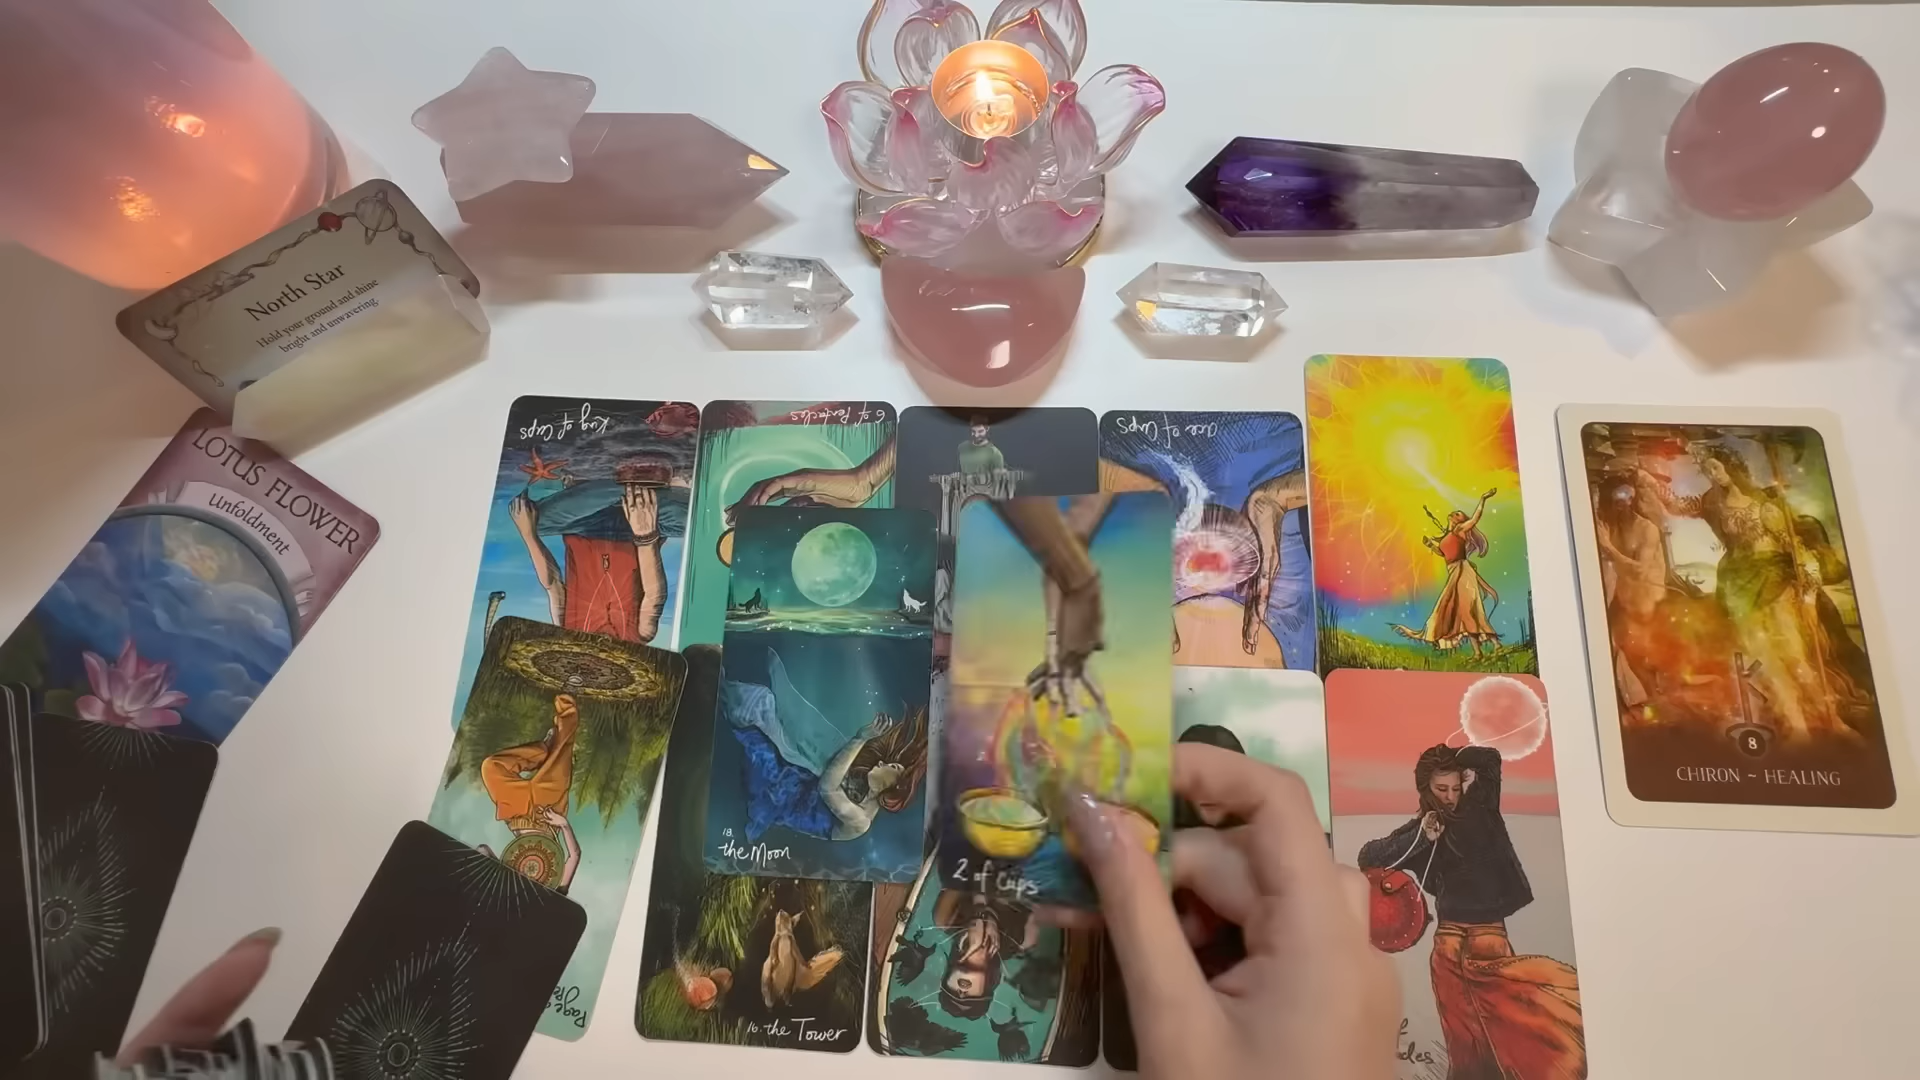 North Star
Hold your ground and shine
bright and unwavering.
LOTUS FLOWER
Unfoldment
King of Cups
6 of Pentacles
ace of Cups
18.
the Moon
2 of Cups
16. the Tower
Page
8
CHIRON ~ HEALING